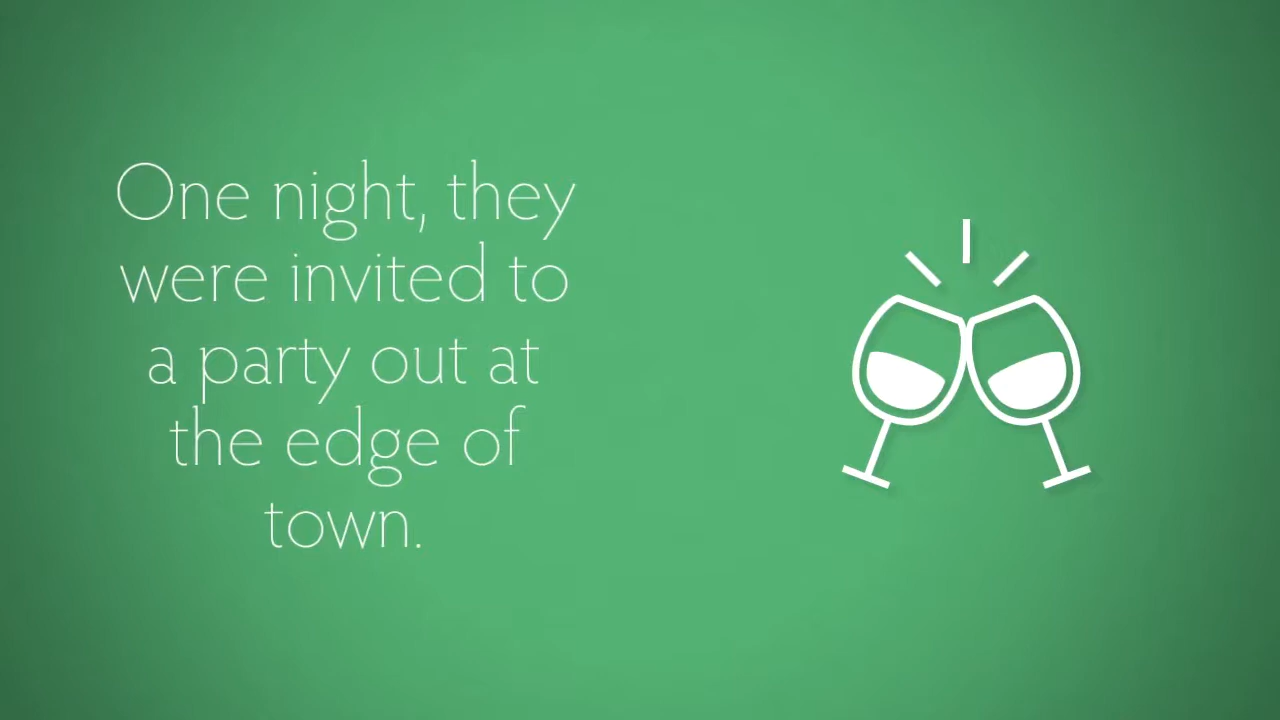 One night, they
were invited to
a party out at
the edge of
town.